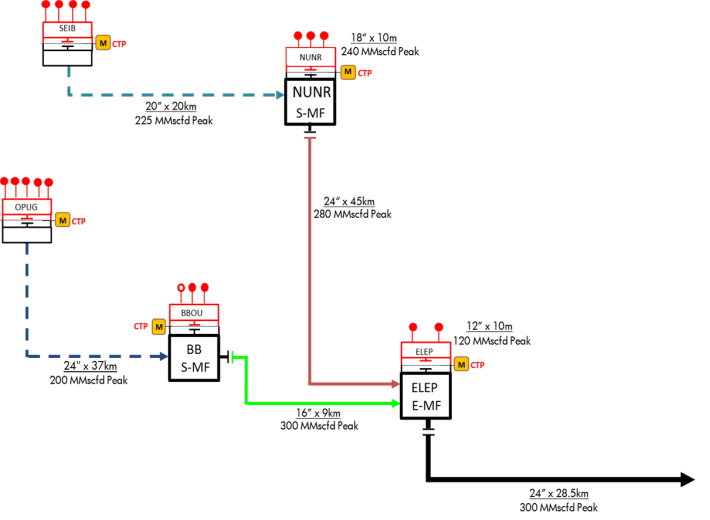 SEIB
M
CTP
18" x 10m
240 MMscfd Peak
NUNR
M
CTP
NUNR
S-MF
20" x 20km
225 MMscfd Peak
24" x 45km
280 MMscfd Peak
OPUG
M
CTP
BBOU
CTP
M
BB
S-MF
24" x 37km
200 MMscfd Peak
12" x 10m
120 MMscfd Peak
ELEP
M
CTP
ELEP
E-MF
16" x 9km
300 MMscfd Peak
24" x 28.5km
300 MMscfd Peak